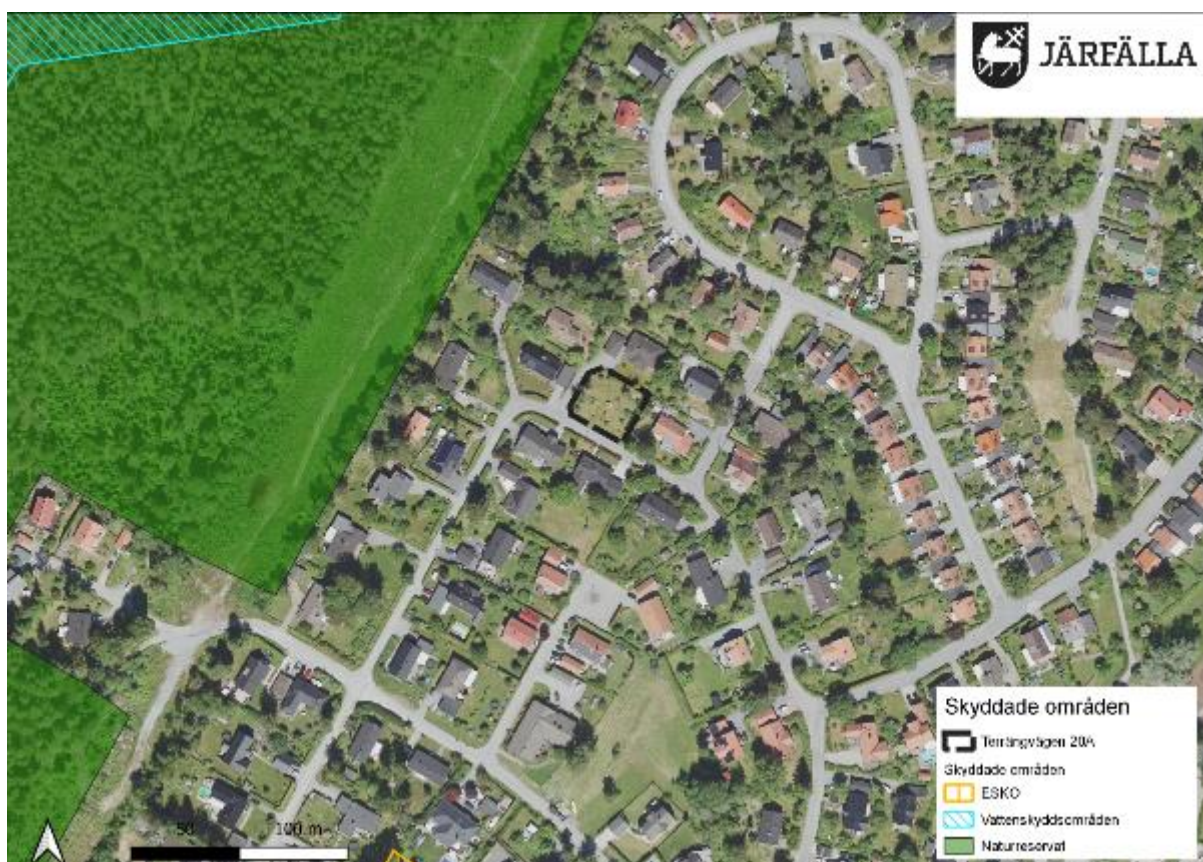 JÄRFÄLLA
Skyddade områden
Terrängvägen 20A
Skyddade områden
ESKO
Vattenskyddsområden
Naturreservat
50 100 m